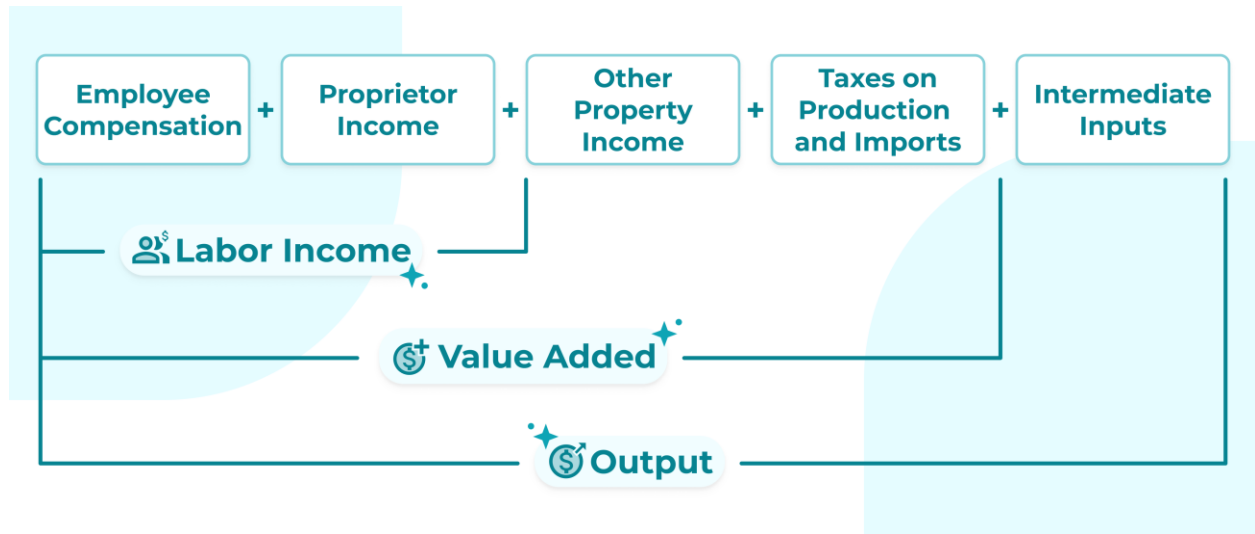 Employee
Compensation
+
Proprietor
Income
+
Other
Property
Income
+
Taxes on
Production
and Imports
+
Intermediate
Inputs
$
Labor Income
$+
Value Added
$
Output